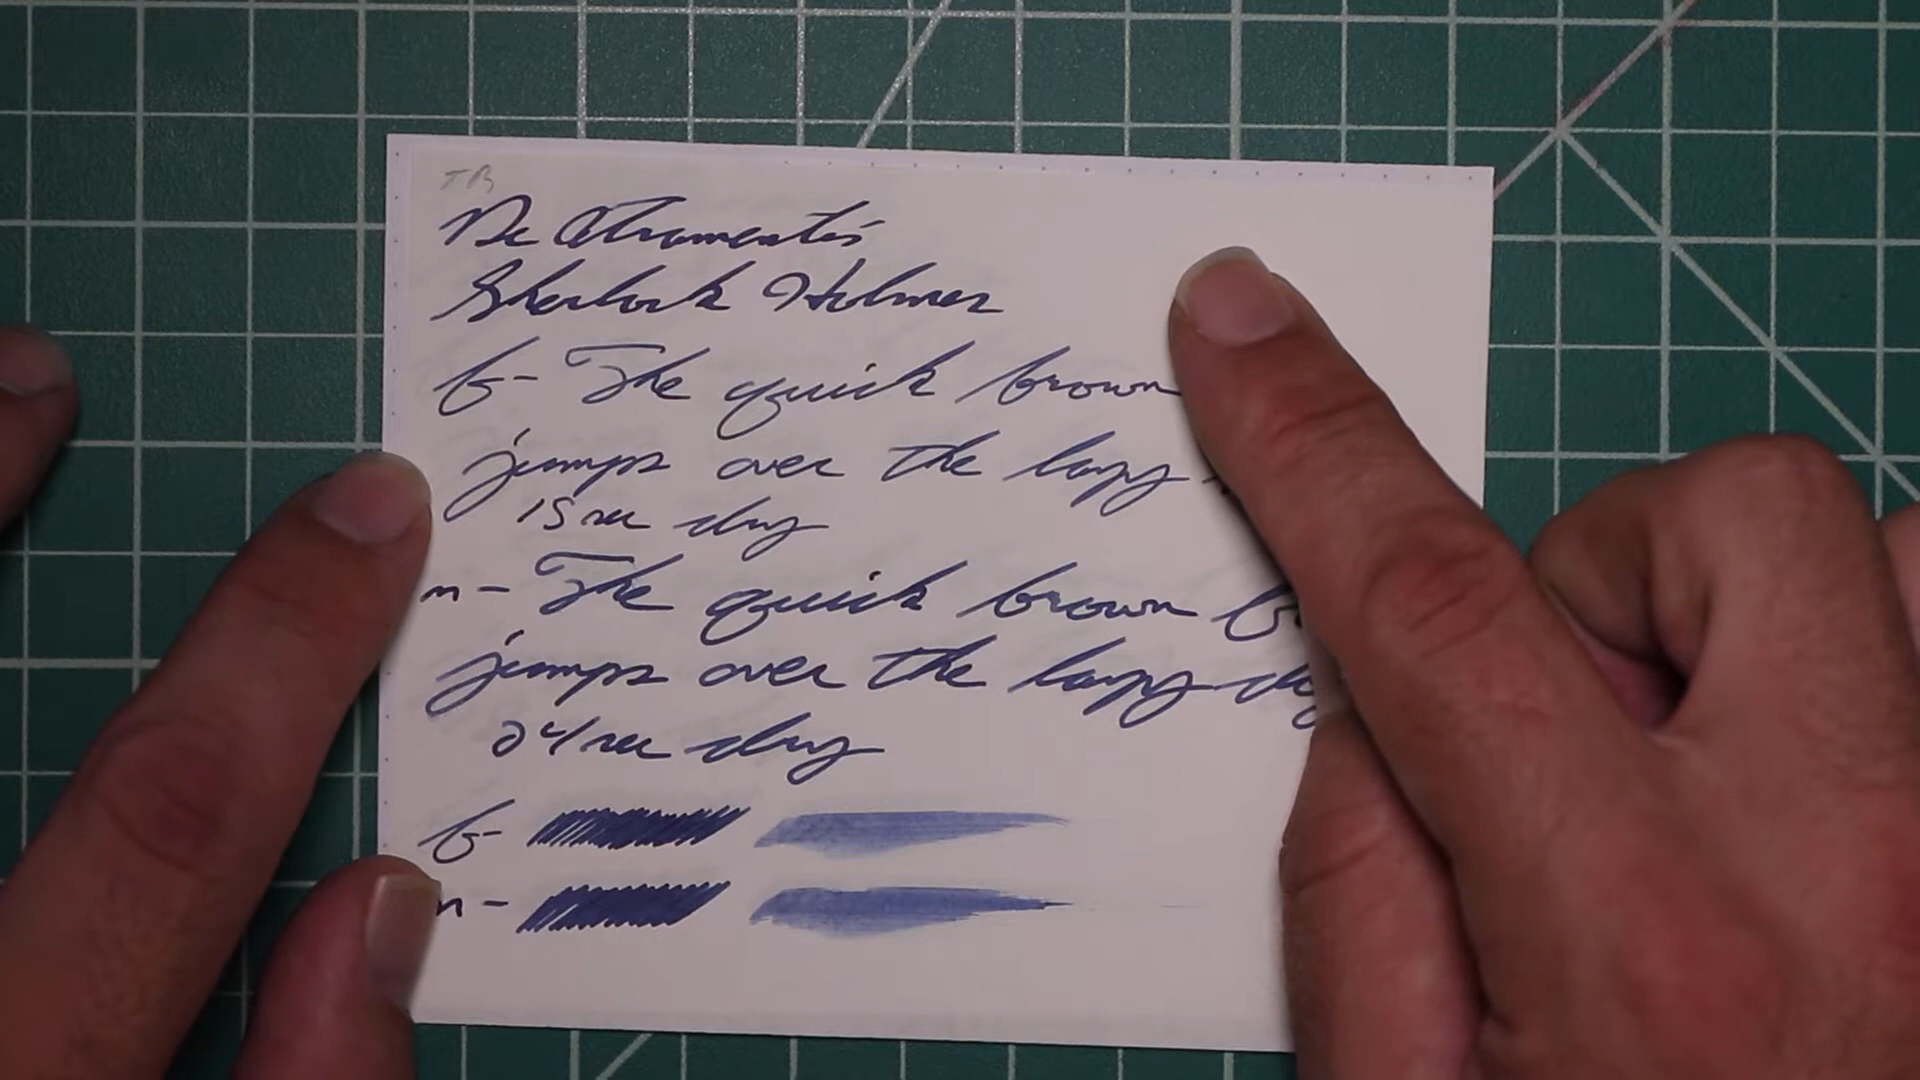 TR
De Atramentis
Sherlock Holmes
f- The quick brown
jumps over the lazy
15 sec dry
m- The quick brown
jumps over the lazy
24 sec dry
f-
m-